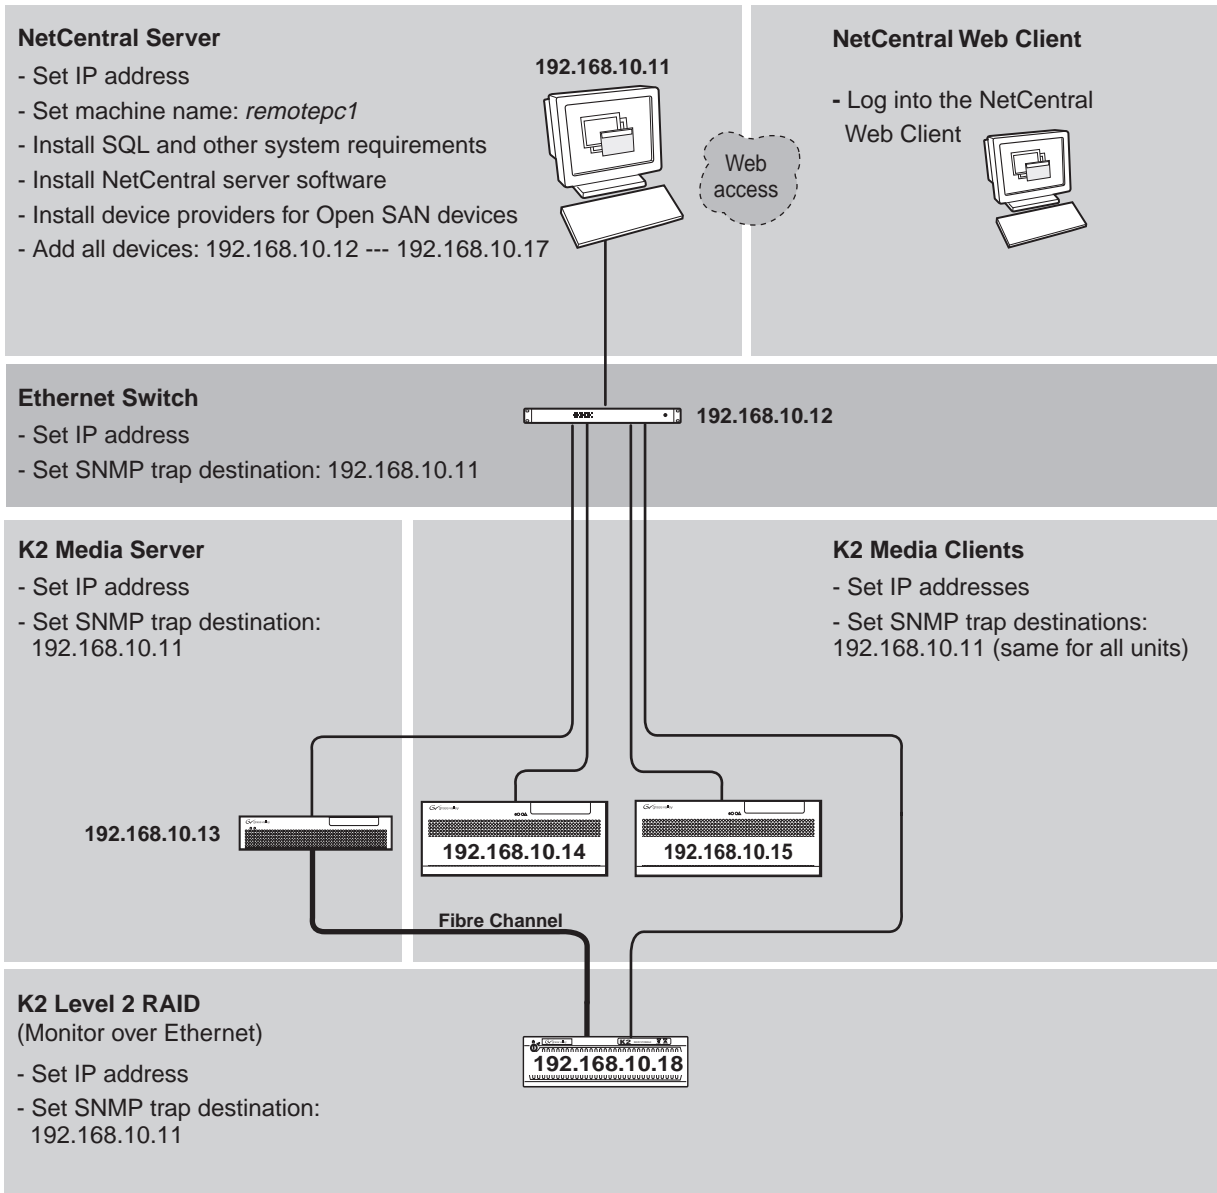 NetCentral Server
- Set IP address
- Set machine name: remotepc1
- Install SQL and other system requirements
- Install NetCentral server software
- Install device providers for Open SAN devices
- Add all devices: 192.168.10.12 --- 192.168.10.17
192.168.10.11
Web
access
NetCentral Web Client
- Log into the NetCentral
Web Client
Ethernet Switch
- Set IP address
- Set SNMP trap destination: 192.168.10.11
192.168.10.12
K2 Media Server
- Set IP address
- Set SNMP trap destination:
192.168.10.11
K2 Media Clients
- Set IP addresses
- Set SNMP trap destinations:
192.168.10.11 (same for all units)
192.168.10.13
192.168.10.14
192.168.10.15
Fibre Channel
K2 Level 2 RAID
(Monitor over Ethernet)
- Set IP address
- Set SNMP trap destination:
192.168.10.11
K2
192.168.10.18